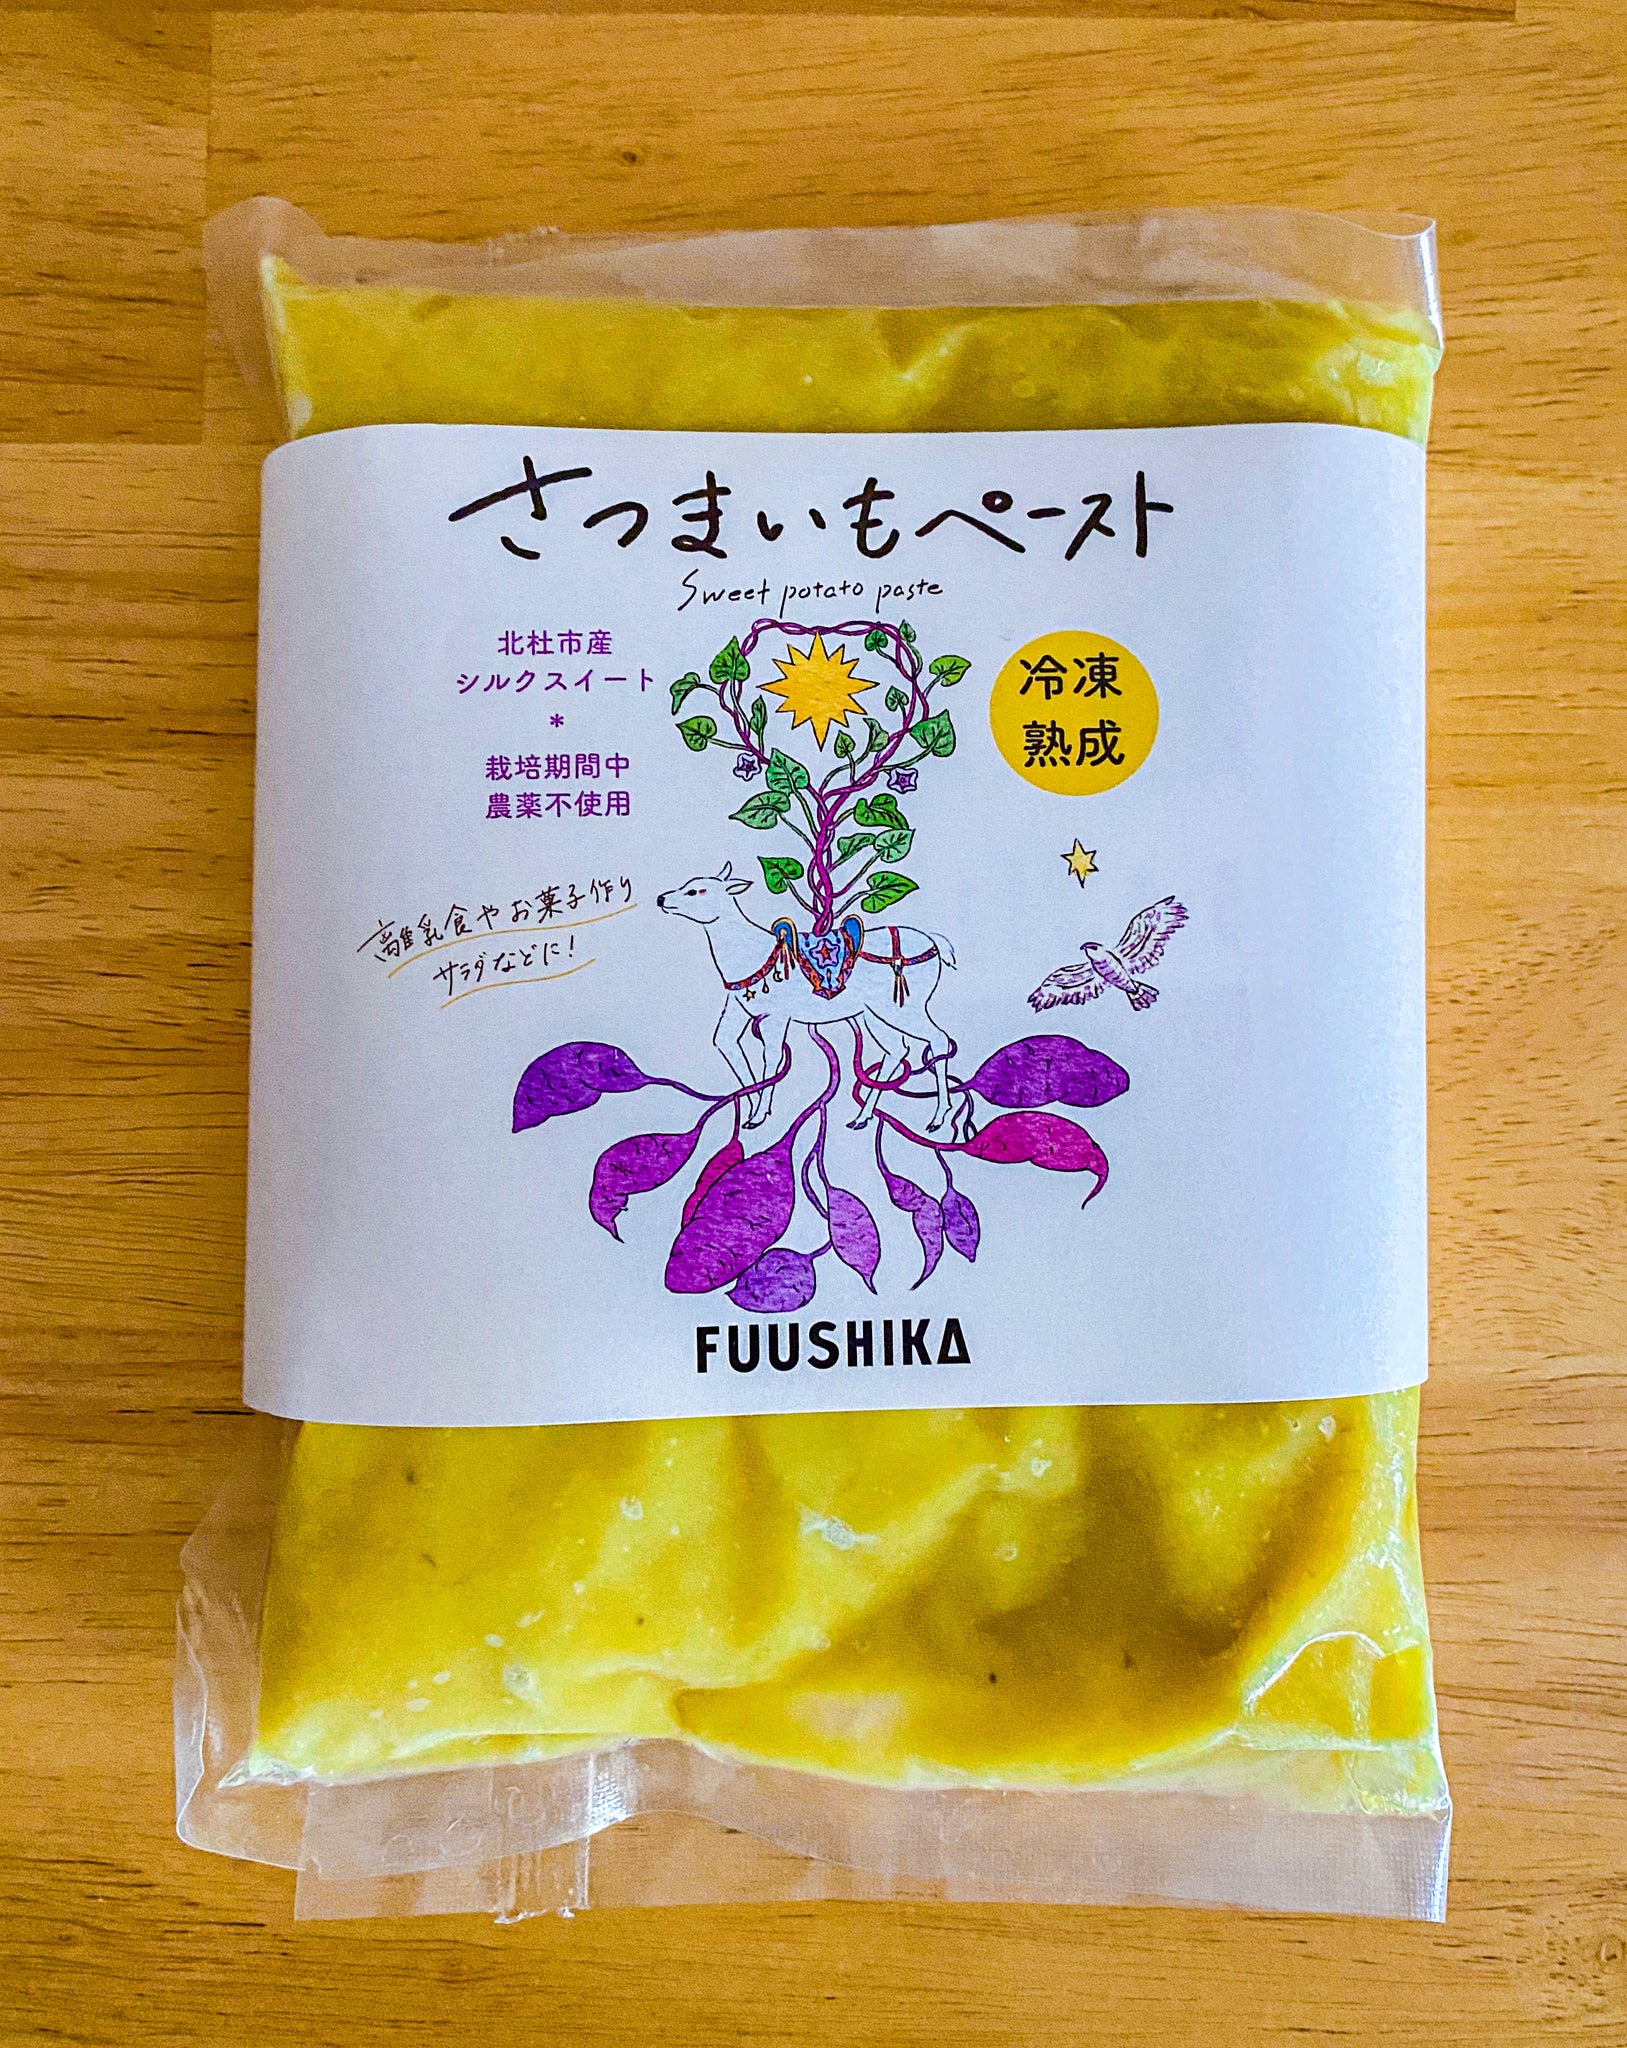 さつまいもペースト
Sweet potato paste
北杜市産
シルクスイート
*
栽培期間中
農薬不使用
冷凍
熟成
離乳食やお菓子作り
サラダなどに!
FUUSHIKA